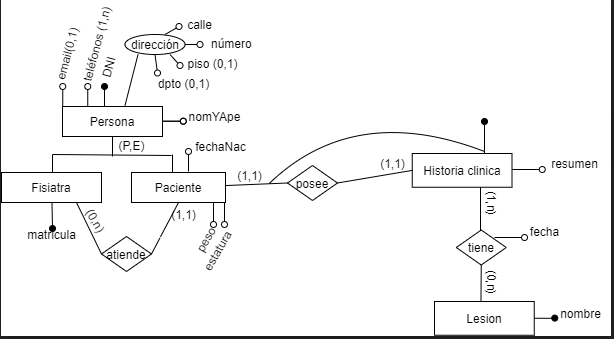 calle
dirección
número
piso (0,1)
dpto (0,1)
email(0,1)
teléfonos (1,n)
DNI
Persona
nomYApe
(P,E)
fechaNac
Fisiatra
Paciente
(1,1)
posee
(1,1)
Historia clinica
resumen
matricula
(0,n)
atiende
(1,1)
peso
estatura
(1,n)
tiene
fecha
(0,n)
Lesion
nombre